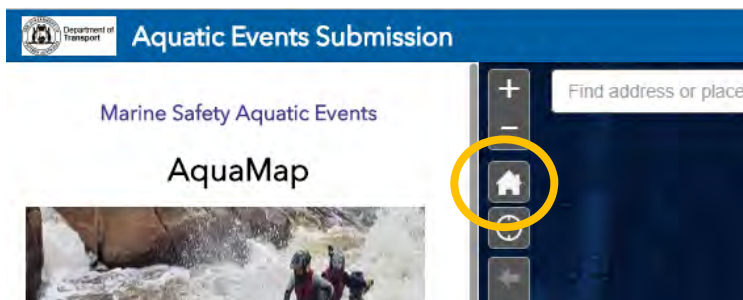 Department of
Transport
Aquatic Events Submission
Marine Safety Aquatic Events
AquaMap
Find address or place